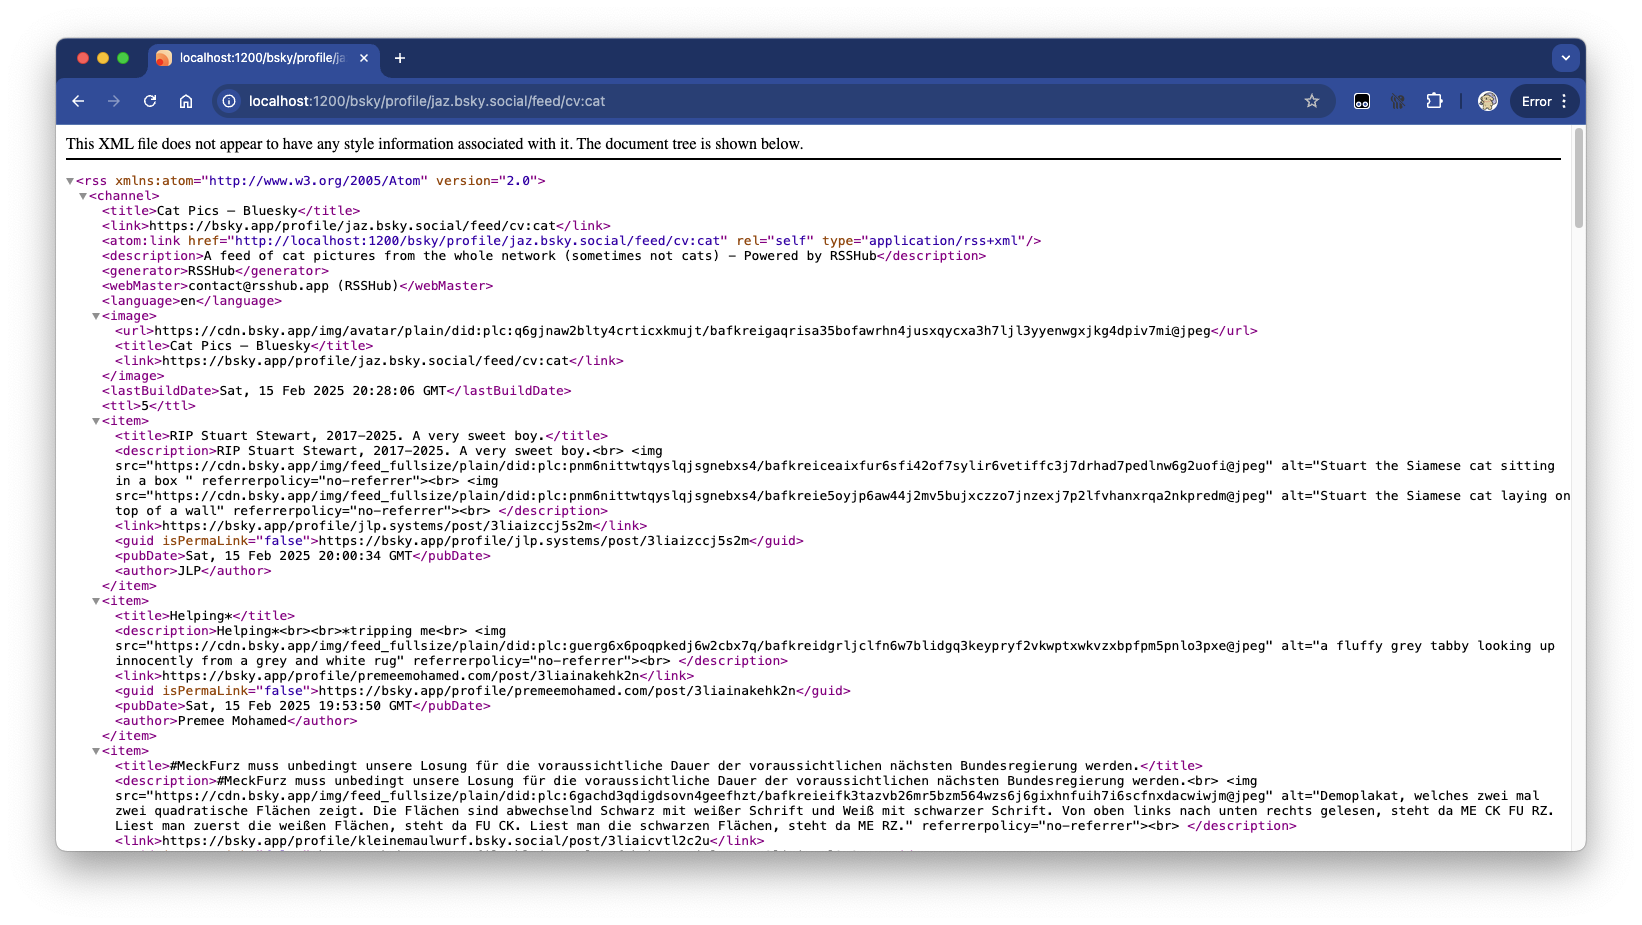 localhost:1200/bsky/profile/ja
localhost:1200/bsky/profile/jaz.bsky.social/feed/cv:cat
Error
This XML file does not appear to have any style information associated with it. The document tree is shown below.
<rss xmlns:atom="http://www.w3.org/2005/Atom" version="2.0">
<channel>
<title>Cat Pics – Bluesky</title>
<link>https://bsky.app/profile/jaz.bsky.social/feed/cv:cat</link>
<atom:link href="http://localhost:1200/bsky/profile/jaz.bsky.social/feed/cv:cat" rel="self" type="application/rss+xml"/>
<description>A feed of cat pictures from the whole network (sometimes not cats) - Powered by RSSHub</description>
<generator>RSSHub</generator>
<webMaster>contact@rsshub.app (RSSHub)</webMaster>
<language>en</language>
<image>
<url>https://cdn.bsky.app/img/avatar/plain/did:plc:q6gjnaw2blty4crticxkmujt/bafkreigaqrisa35bofawrhn4jusxqycxa3h7ljl3yyenwgxjkg4dpiv7mi@jpeg</url>
<title>Cat Pics – Bluesky</title>
<link>https://bsky.app/profile/jaz.bsky.social/feed/cv:cat</link>
</image>
<lastBuildDate>Sat, 15 Feb 2025 20:28:06 GMT</lastBuildDate>
<ttl>5</ttl>
<item>
<title>RIP Stuart Stewart, 2017-2025. A very sweet boy.</title>
<description>RIP Stuart Stewart, 2017-2025. A very sweet boy.<br> <img
src="https://cdn.bsky.app/img/feed_fullsize/plain/did:plc:pnm6nittwtqyslqjsgnebxs4/bafkreiceaixfur6sfi42of7sylir6vetiffc3j7drhad7pedlnw6g2uofi@jpeg" alt="Stuart the Siamese cat sitting
in a box " referrerpolicy="no-referrer"><br> <img
src="https://cdn.bsky.app/img/feed_fullsize/plain/did:plc:pnm6nittwtqyslqjsgnebxs4/bafkreie5oyjp6aw44j2mv5bujxczzo7jnzexj7p2lfvhanxrqa2nkpredm@jpeg" alt="Stuart the Siamese cat laying on
top of a wall" referrerpolicy="no-referrer"><br> </description>
<link>https://bsky.app/profile/jlp.systems/post/3liaizccj5s2m</link>
<guid isPermaLink="false">https://bsky.app/profile/jlp.systems/post/3liaizccj5s2m</guid>
<pubDate>Sat, 15 Feb 2025 20:00:34 GMT</pubDate>
<author>JLP</author>
</item>
<item>
<title>Helping*</title>
<description>Helping*<br><br>*tripping me<br> <img
src="https://cdn.bsky.app/img/feed_fullsize/plain/did:plc:guerg6x6poqpkedj6w2cbx7q/bafkreidgrljclfn6w7blidgq3keypryf2vkwptxwkvzxbpfpm5pnlo3pxe@jpeg" alt="a fluffy grey tabby looking up
innocently from a grey and white rug" referrerpolicy="no-referrer"><br> </description>
<link>https://bsky.app/profile/premeemohamed.com/post/3liainakehk2n</link>
<guid isPermaLink="false">https://bsky.app/profile/premeemohamed.com/post/3liainakehk2n</guid>
<pubDate>Sat, 15 Feb 2025 19:53:50 GMT</pubDate>
<author>Premee Mohamed</author>
</item>
<item>
<title>#MeckFurz muss unbedingt unsere Losung für die voraussichtliche Dauer der voraussichtlichen nächsten Bundesregierung werden.</title>
<description>#MeckFurz muss unbedingt unsere Losung für die voraussichtliche Dauer der voraussichtlichen nächsten Bundesregierung werden.<br> <img
src="https://cdn.bsky.app/img/feed_fullsize/plain/did:plc:6gachd3qdigdsovn4geefhzt/bafkreieifk3tazvb26mr5bzm564wzs6j6gixhnfuih7i6scfnxdacwiwjm@jpeg" alt="Demoplakat, welches zwei mal
zwei quadratische Flächen zeigt. Die Flächen sind abwechselnd Schwarz mit weißer Schrift und Weiß mit schwarzer Schrift. Von oben links nach unten rechts gelesen, steht da ME CK FU RZ.
Liest man zuerst die weißen Flächen, steht da FU CK. Liest man die schwarzen Flächen, steht da ME RZ." referrerpolicy="no-referrer"><br> </description>
<link>https://bsky.app/profile/kleinemaulwurf.bsky.social/post/3liaicvtl2c2u</link>